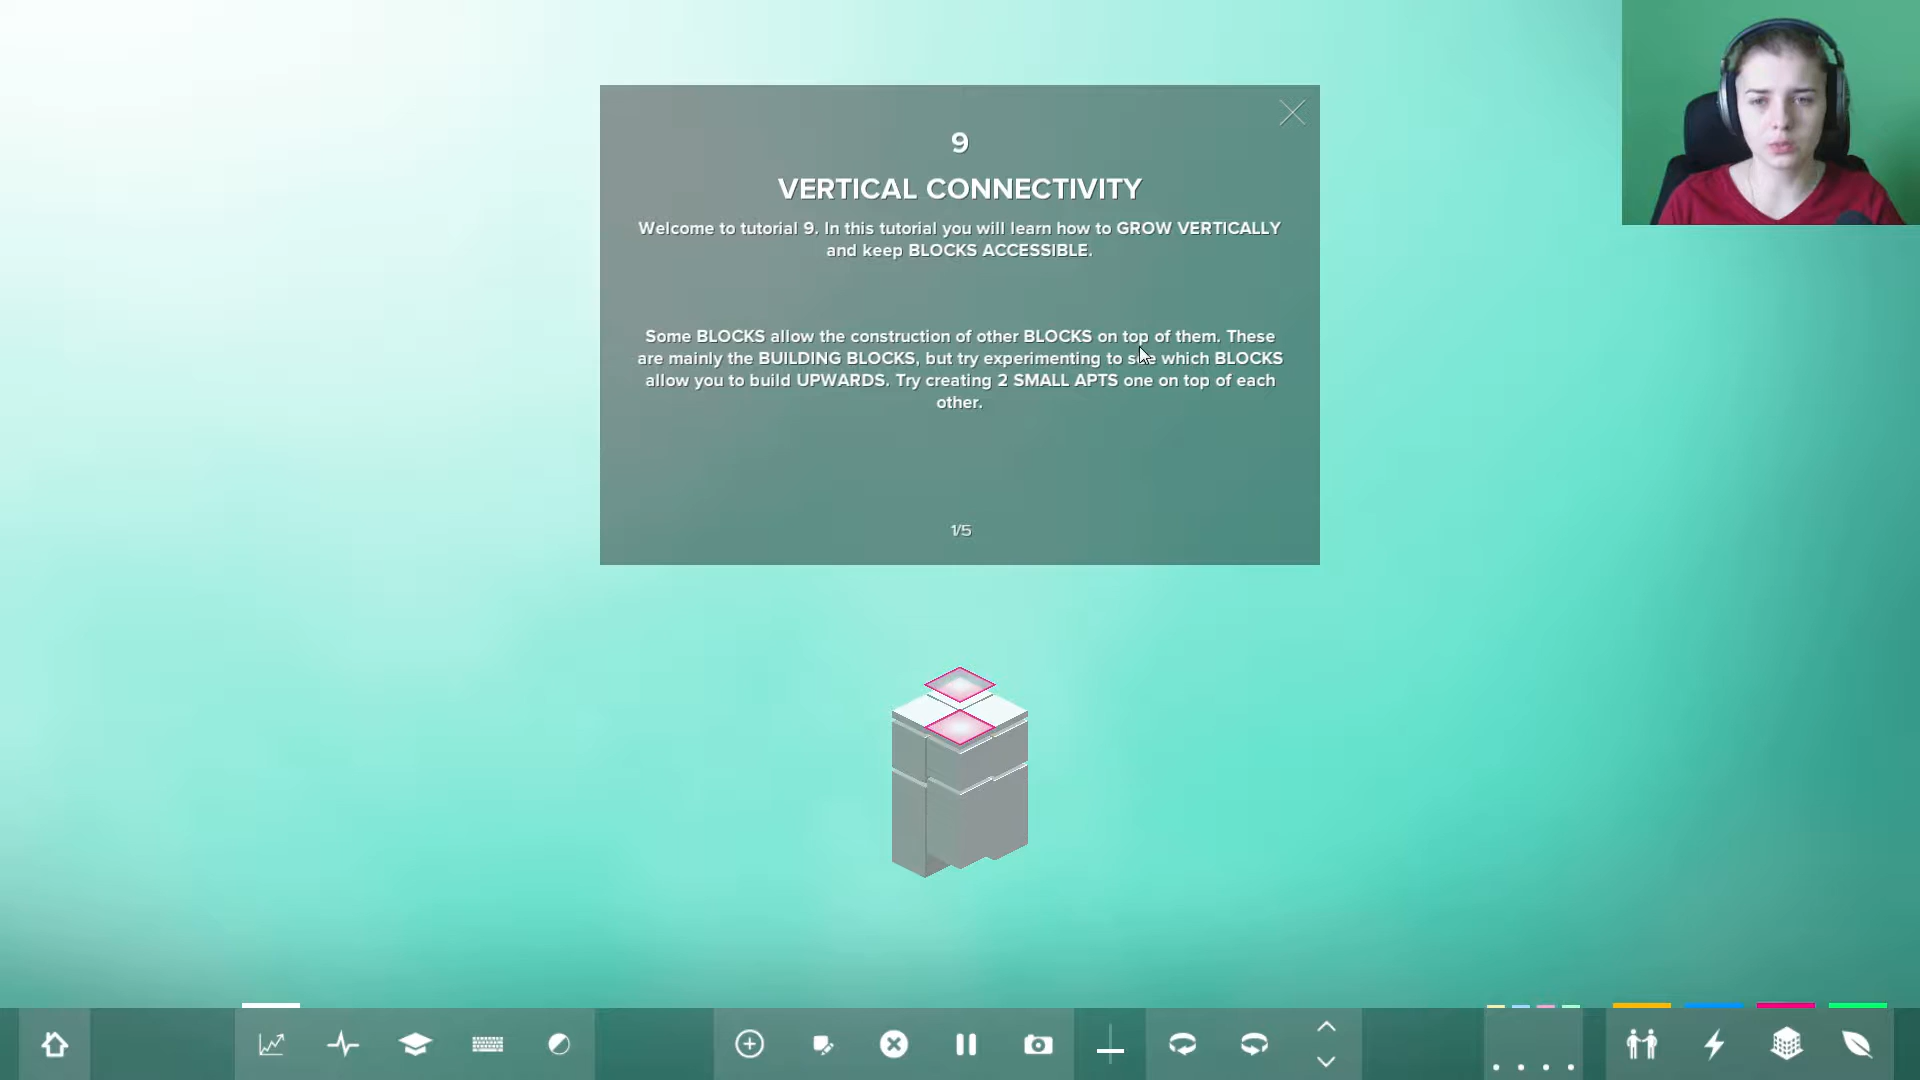 9
VERTICAL CONNECTIVITY
Welcome to tutorial 9. In this tutorial you will learn how to GROW VERTICALLY
and keep BLOCKS ACCESSIBLE.
Some BLOCKS allow the construction of other BLOCKS on top of them. These
are mainly the BUILDING BLOCKS, but try experimenting to see which BLOCKS
allow you to build UPWARDS. Try creating 2 SMALL APTS one on top of each
other.
1/5